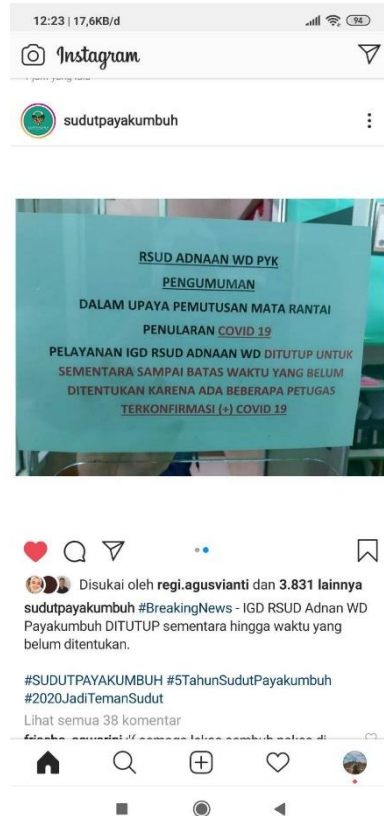 12:23 | 17,6KB/d
94
Instagram
sudutpayakumbuh
RSUD ADNAAN WD PYK
PENGUMUMAN
DALAM UPAYA PEMUTUSAN MATA RANTAI
PENULARAN COVID 19
PELAYANAN IGD RSUD ADNAAN WD DITUTUP UNTUK
SEMENTARA SAMPAI BATAS WAKTU YANG BELUM
DITENTUKAN KARENA ADA BEBERAPA PETUGAS
TERKONFIRMASI (+) COVID 19
Disukai oleh regi.agusvianti dan 3.831 lainnya
sudutpayakumbuh #BreakingNews - IGD RSUD Adnan WD
Payakumbuh DITUTUP sementara hingga waktu yang
belum ditentukan.
#SUDUTPAYAKUMBUH #5TahunSudutPayakumbuh
#2020JadiTemanSudut
Lihat semua 38 komentar